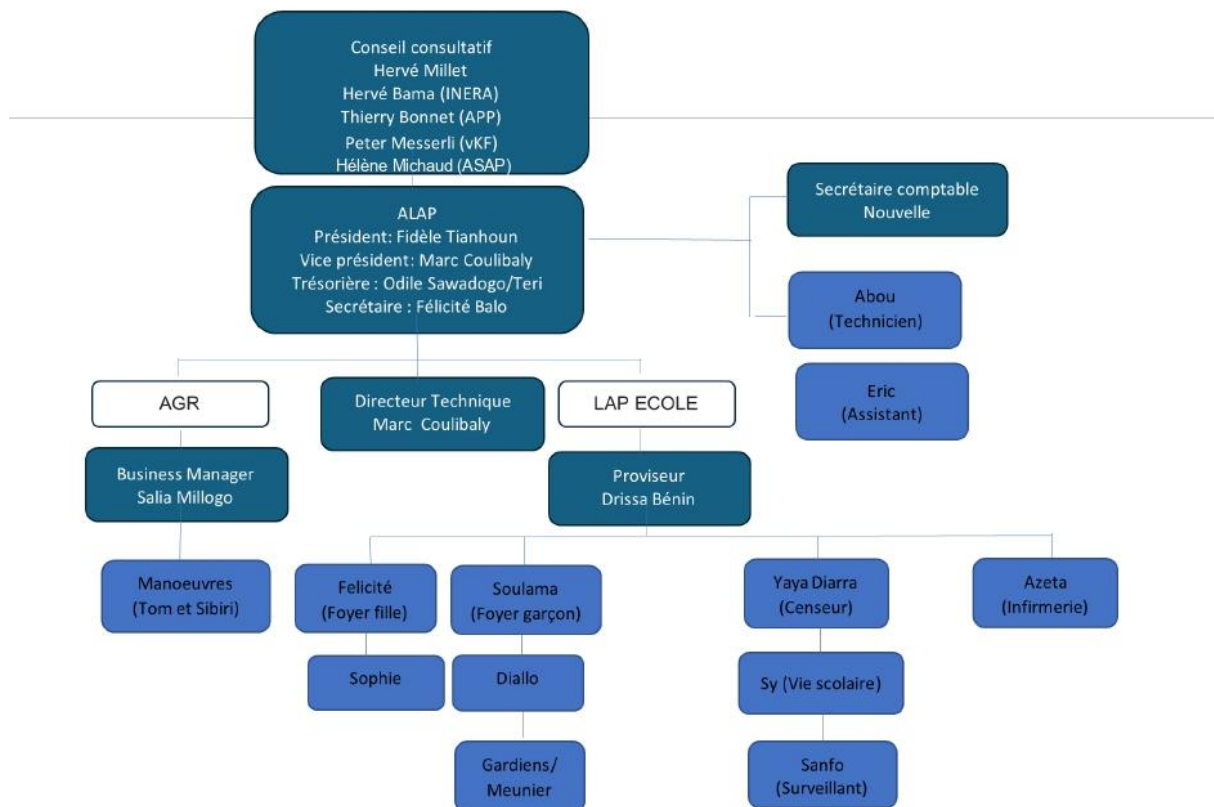 Conseil consultatif
Hervé Millet
Hervé Bama (INERA)
Thierry Bonnet (APP)
Peter Messerli (vKF)
Hélène Michaud (ASAP)
Secrétaire comptable
Nouvelle
ALAP
Président: Fidèle Tianhoun
Vice président: Marc Coulibaly
Trésorière : Odile Sawadogo/Teri
Secrétaire : Félicité Balo
Abou
(Technicien)
Eric
(Assistant)
AGR
Directeur Technique
Marc Coulibaly
LAP ECOLE
Business Manager
Salia Millogo
Proviseur
Drissa Bénin
Manoeuvres
(Tom et Sibiri)
Felicité
(Foyer fille)
Soulama
(Foyer garçon)
Yaya Diarra
(Censeur)
Azeta
(Infirmerie)
Sophie
Diallo
Sy (Vie scolaire)
Gardiens/
Meunier
Sanfo
(Surveillant)